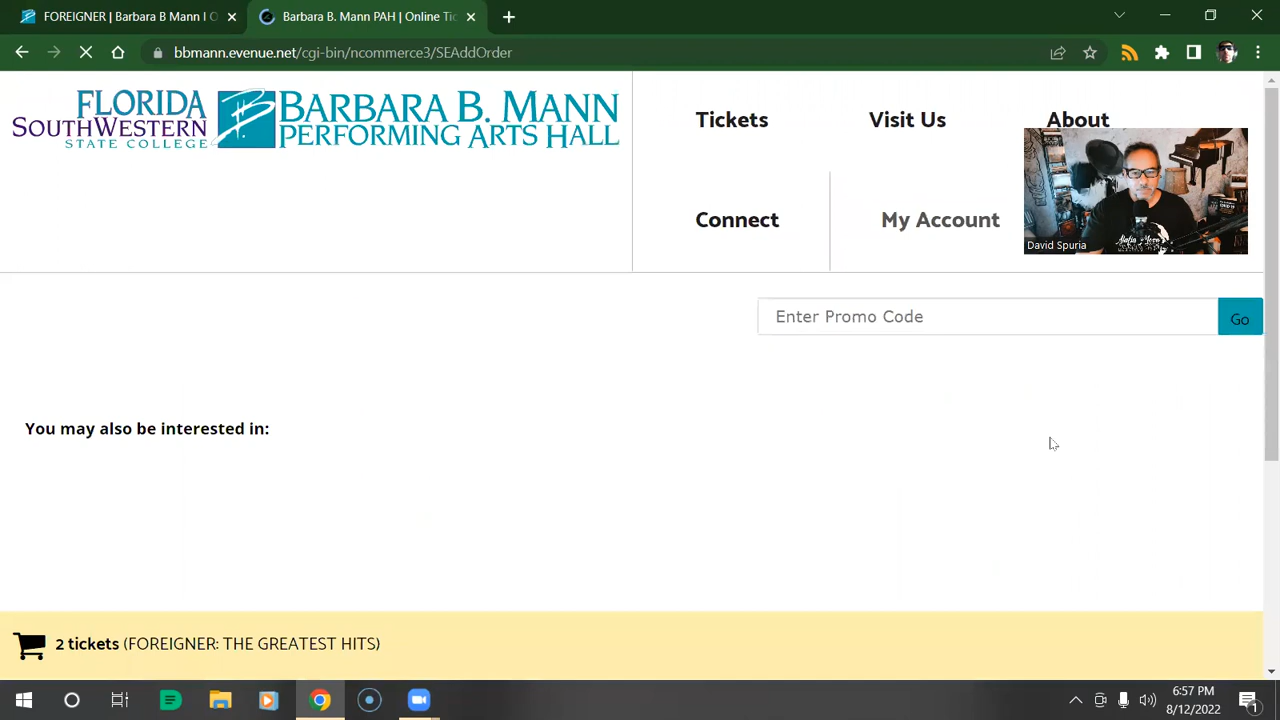 FOREIGNER | Barbara B Mann I O
Barbara B. Mann PAH | Online Tic
bbmann.evenue.net/cgi-bin/ncommerce3/SEAddOrder
FLORIDA
SOUTHWESTERN
STATE COLLEGE
BARBARA B. MANN
PERFORMING ARTS HALL
Tickets
Visit Us
About
Connect
My Account
David Spuria
Enter Promo Code
Go
You may also be interested in:
2 tickets (FOREIGNER: THE GREATEST HITS)
6:57 PM
8/12/2022
1